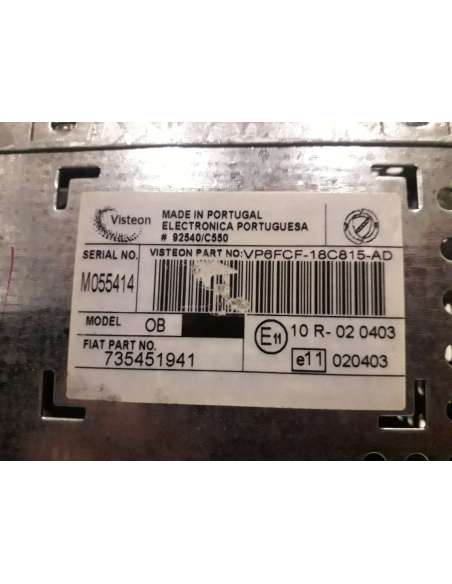 Visteon
MADE IN PORTUGAL
ELECTRONICA PORTUGUESA
# 92540/C550
SERIAL NO.
M055414
VISTEON PART NO: VP6FCF-18C815-AD
MODEL OB
E11 10 R- 02 0403
FIAT PART NO.
735451941
e11 020403